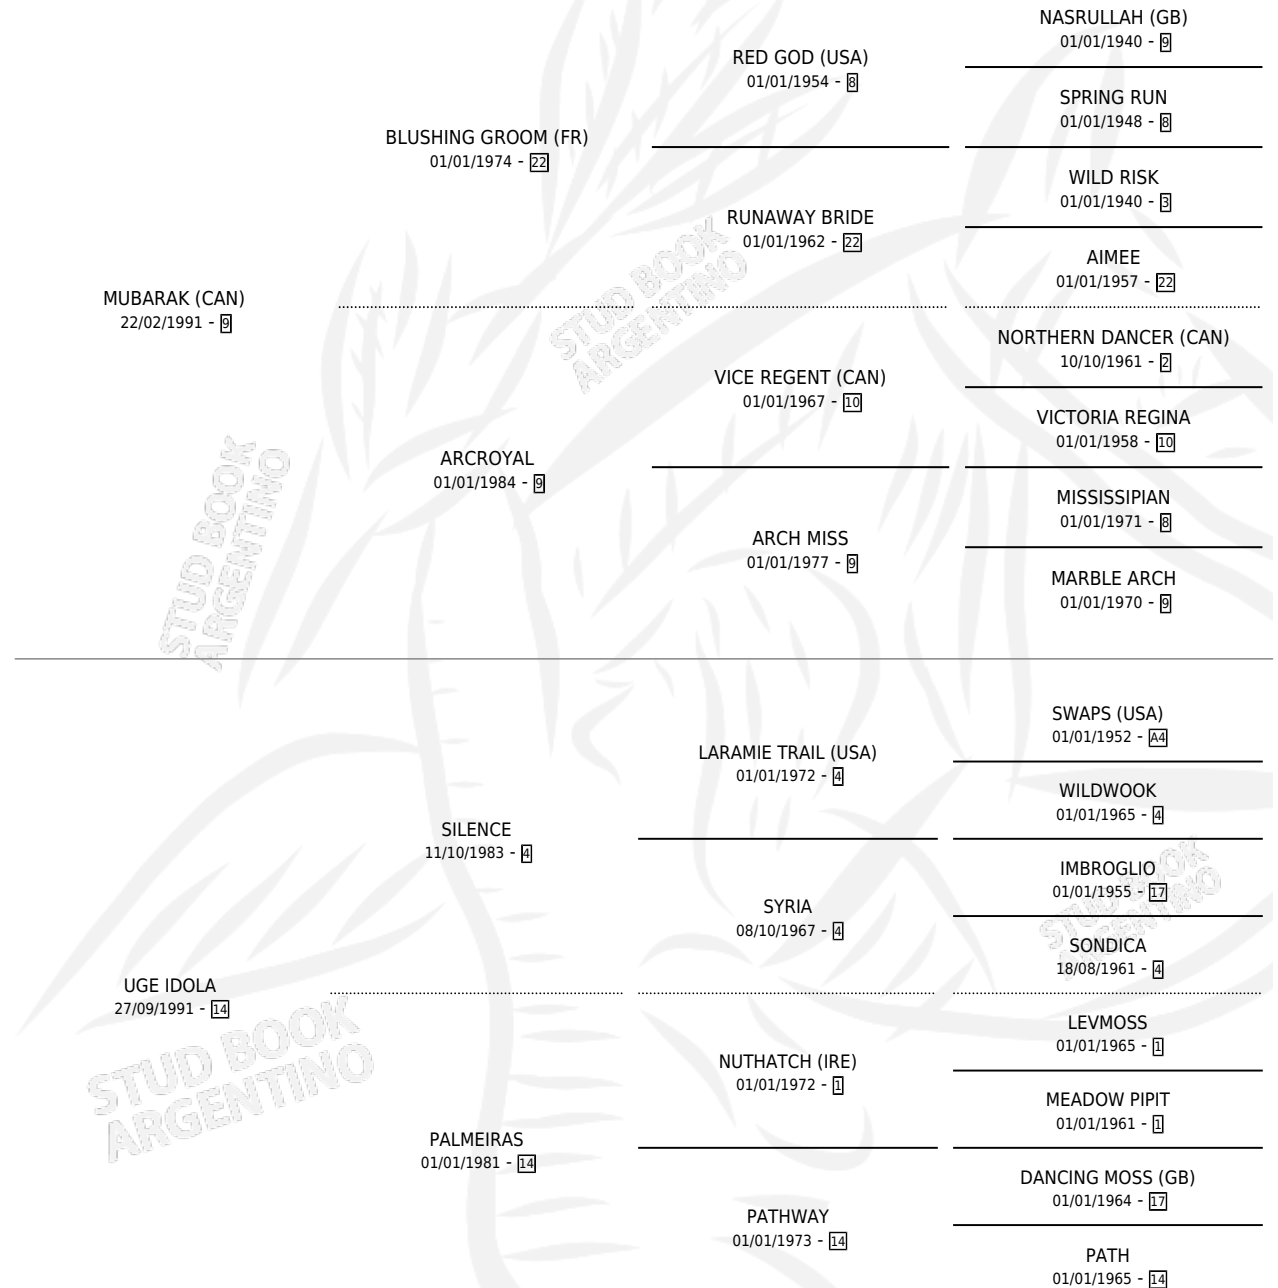 NASRULLAH (GB)
01/01/1940 - 9
RED GOD (USA)
01/01/1954 - 8
SPRING RUN
01/01/1948 - 8
BLUSHING GROOM (FR)
01/01/1974 - 22
WILD RISK
01/01/1940 - 3
RUNAWAY BRIDE
01/01/1962 - 22
AIMEE
01/01/1957 - 22
MUBARAK (CAN)
22/02/1991 - 9
NORTHERN DANCER (CAN)
10/10/1961 - 2
VICE REGENT (CAN)
01/01/1967 - 10
VICTORIA REGINA
01/01/1958 - 10
ARCROYAL
01/01/1984 - 9
MISSISSIPIAN
01/01/1971 - 8
ARCH MISS
01/01/1977 - 9
MARBLE ARCH
01/01/1970 - 9
SWAPS (USA)
01/01/1952 - A4
LARAMIE TRAIL (USA)
01/01/1972 - 4
WILDWOOK
01/01/1965 - 4
SILENCE
11/10/1983 - 4
IMBROGLIO
01/01/1955 - 17
SYRIA
08/10/1967 - 4
SONDICA
18/08/1961 - 4
UGE IDOLA
27/09/1991 - 14
LEVMOSS
01/01/1965 - 1
NUTHATCH (IRE)
01/01/1972 - 1
MEADOW PIPIT
01/01/1961 - 1
PALMEIRAS
01/01/1981 - 14
DANCING MOSS (GB)
01/01/1964 - 17
PATHWAY
01/01/1973 - 14
PATH
01/01/1965 - 14
STUD BOOK
ARGENTINO
STUD BOOK
ARGENTINO
STUD BOOK
ARGENTINO
STUD BOOK
ARGENTINO